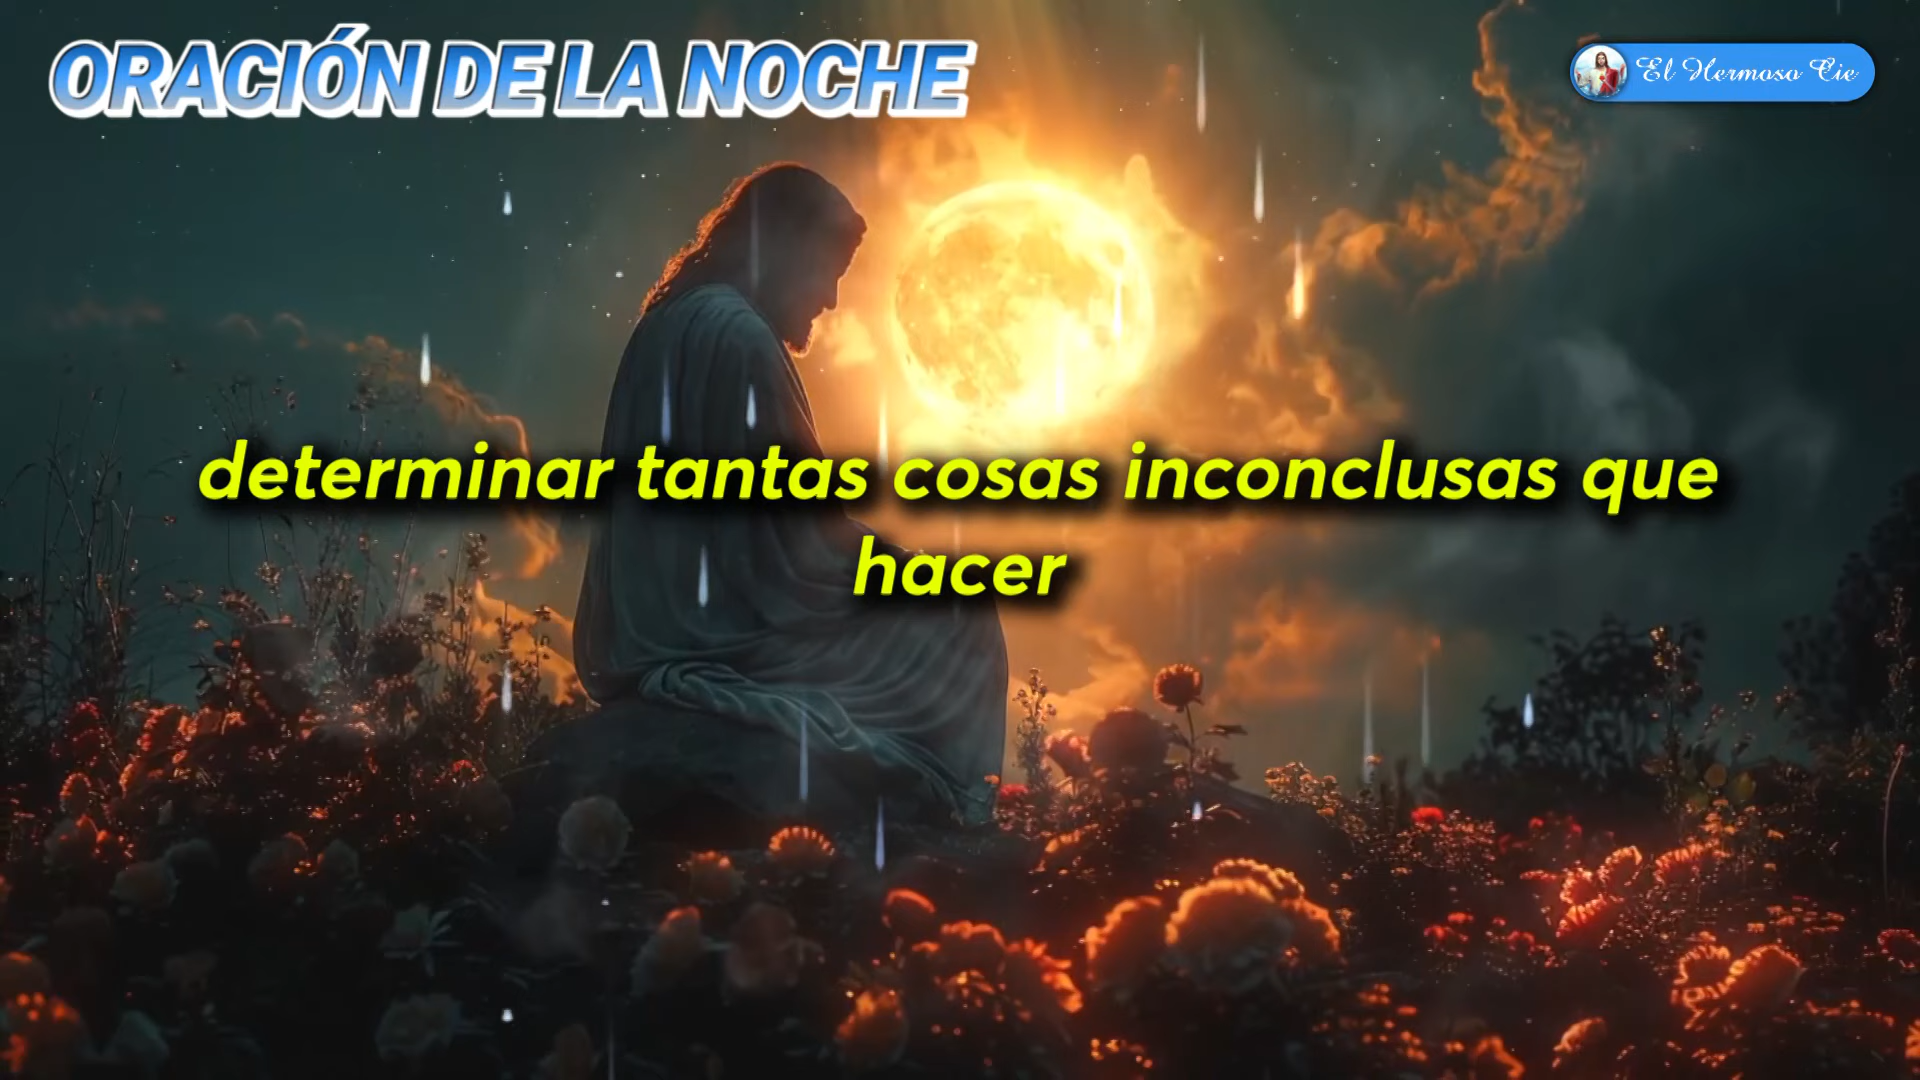 ORACIÓN DE LA NOCHE
El Hermoso Cie
determinar tantas cosas inconclusas que
hacer